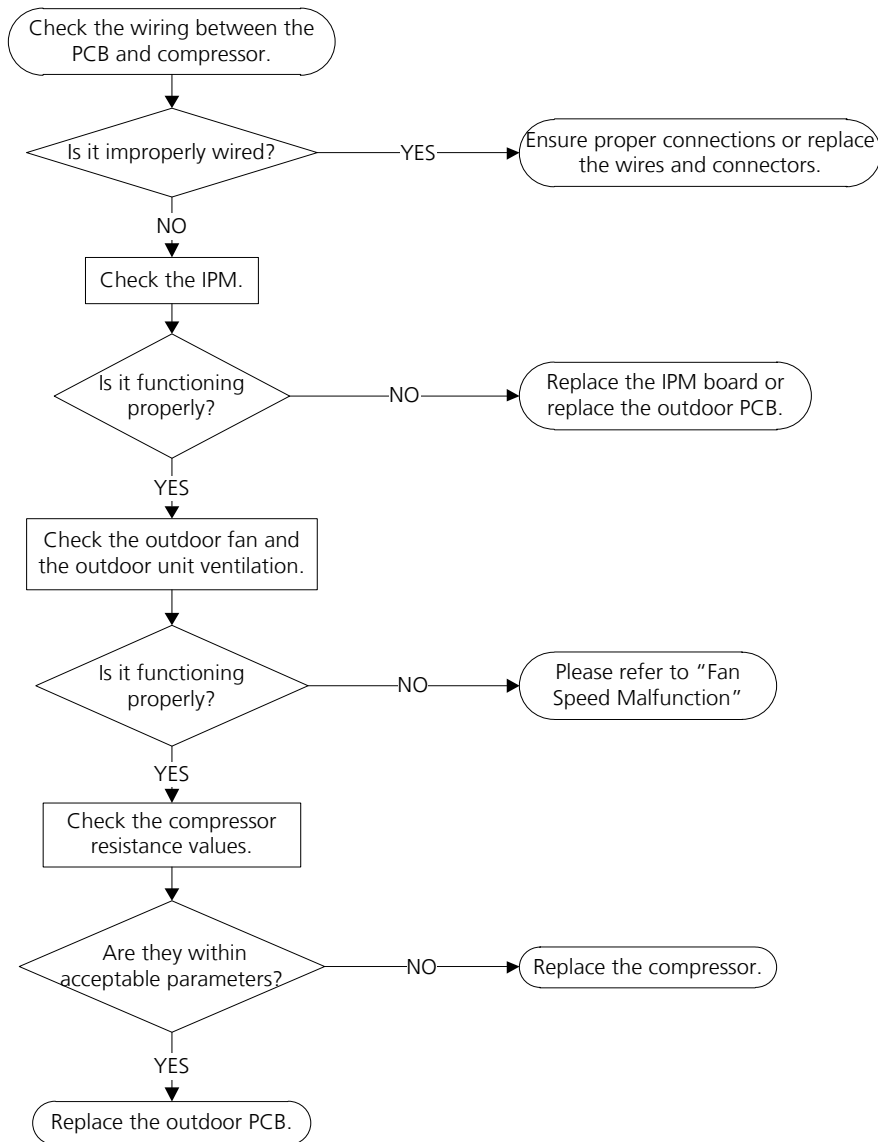 Check the wiring between the
PCB and compressor.
Is it improperly wired?
YES
Ensure proper connections or replace
the wires and connectors.
NO
Check the IPM.
Is it functioning
properly?
NO
Replace the IPM board or
replace the outdoor PCB.
YES
Check the outdoor fan and
the outdoor unit ventilation.
Is it functioning
properly?
NO
Please refer to “Fan
Speed Malfunction”
YES
Check the compressor
resistance values.
Are they within
acceptable parameters?
NO
Replace the compressor.
YES
Replace the outdoor PCB.